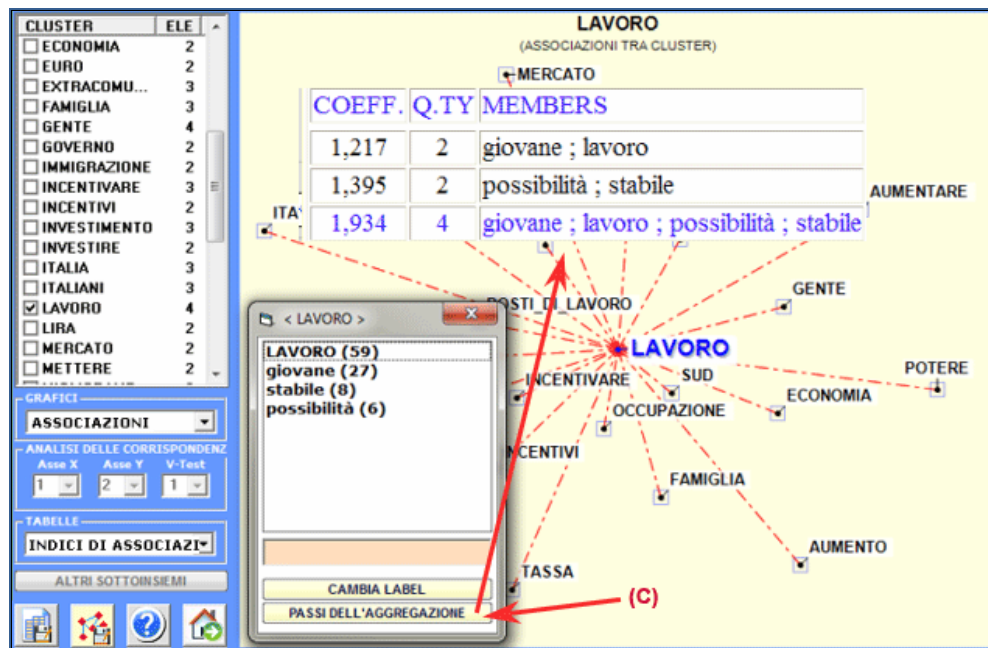 CLUSTER ELE
ECONOMIA 2
EURO 2
EXTRACOMU... 3
FAMIGLIA 3
GENTE 4
GOVERNO 2
IMMIGRAZIONE 2
INCENTIVARE 3
INCENTIVI 2
INVESTIMENTO 3
INVESTIRE 2
ITALIA 3
ITALIANI 3
LAVORO 4
LIRA 2
MERCATO 2
METTERE 2
GRAFICI
ASSOCIAZIONI
ANALISI DELLE CORRISPONDENZ
Asse X Asse Y V-Test
1 2 1
TABELLE
INDICI DI ASSOCIAZI
ALTRI SOTTOINSIEMI
LAVORO
(ASSOCIAZIONI TRA CLUSTER)
MERCATO
COEFF. Q.TY MEMBERS
1,217 2 giovane ; lavoro
1,395 2 possibilità ; stabile
1,934 4 giovane ; lavoro ; possibilità ; stabile
AUMENTARE
ITA
GENTE
POSTI_DI_LAVORO
LAVORO
POTERE
SUD
INCENTIVARE
ECONOMIA
OCCUPAZIONE
NCENTIVI
FAMIGLIA
AUMENTO
TASSA
< LAVORO >
LAVORO (59)
giovane (27)
stabile (8)
possibilità (6)
CAMBIA LABEL
PASSI DELL'AGGREGAZIONE
(C)